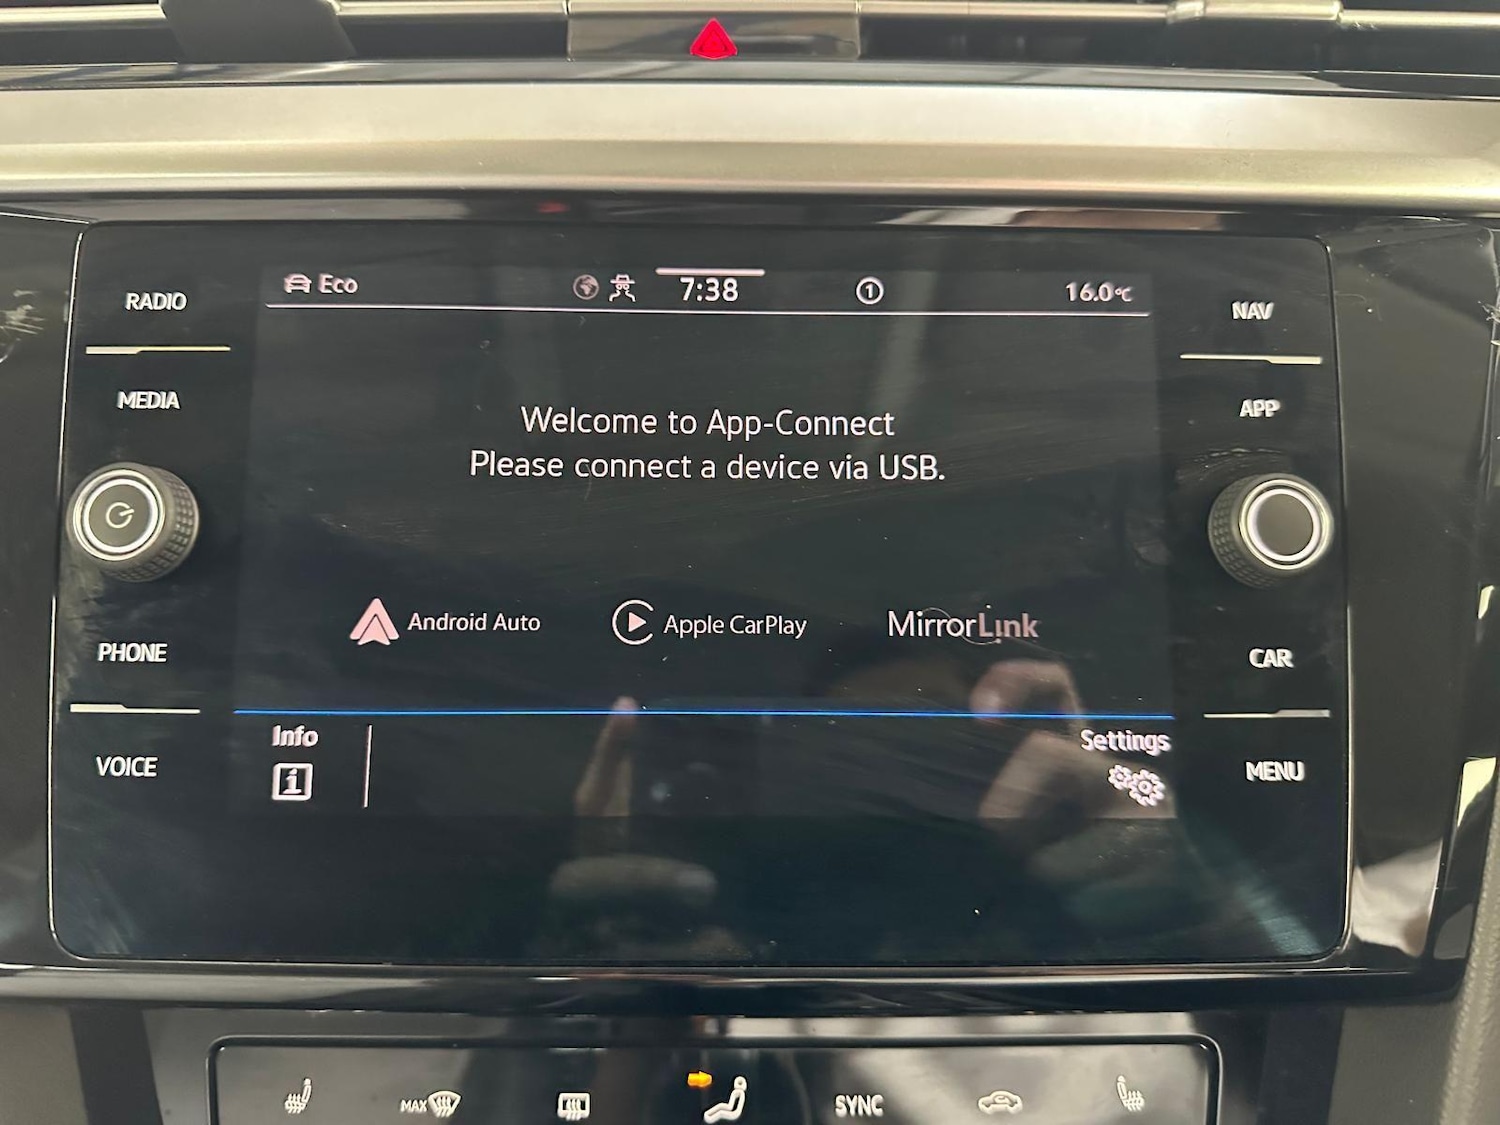 RADIO
MEDIA
PHONE
VOICE
Eco
7:38
1
16.0°C
Welcome to App-Connect
Please connect a device via USB.
Android Auto
Apple CarPlay
MirrorLink
Info
i
Settings
NAV
APP
CAR
MENU
MAX
SYNC